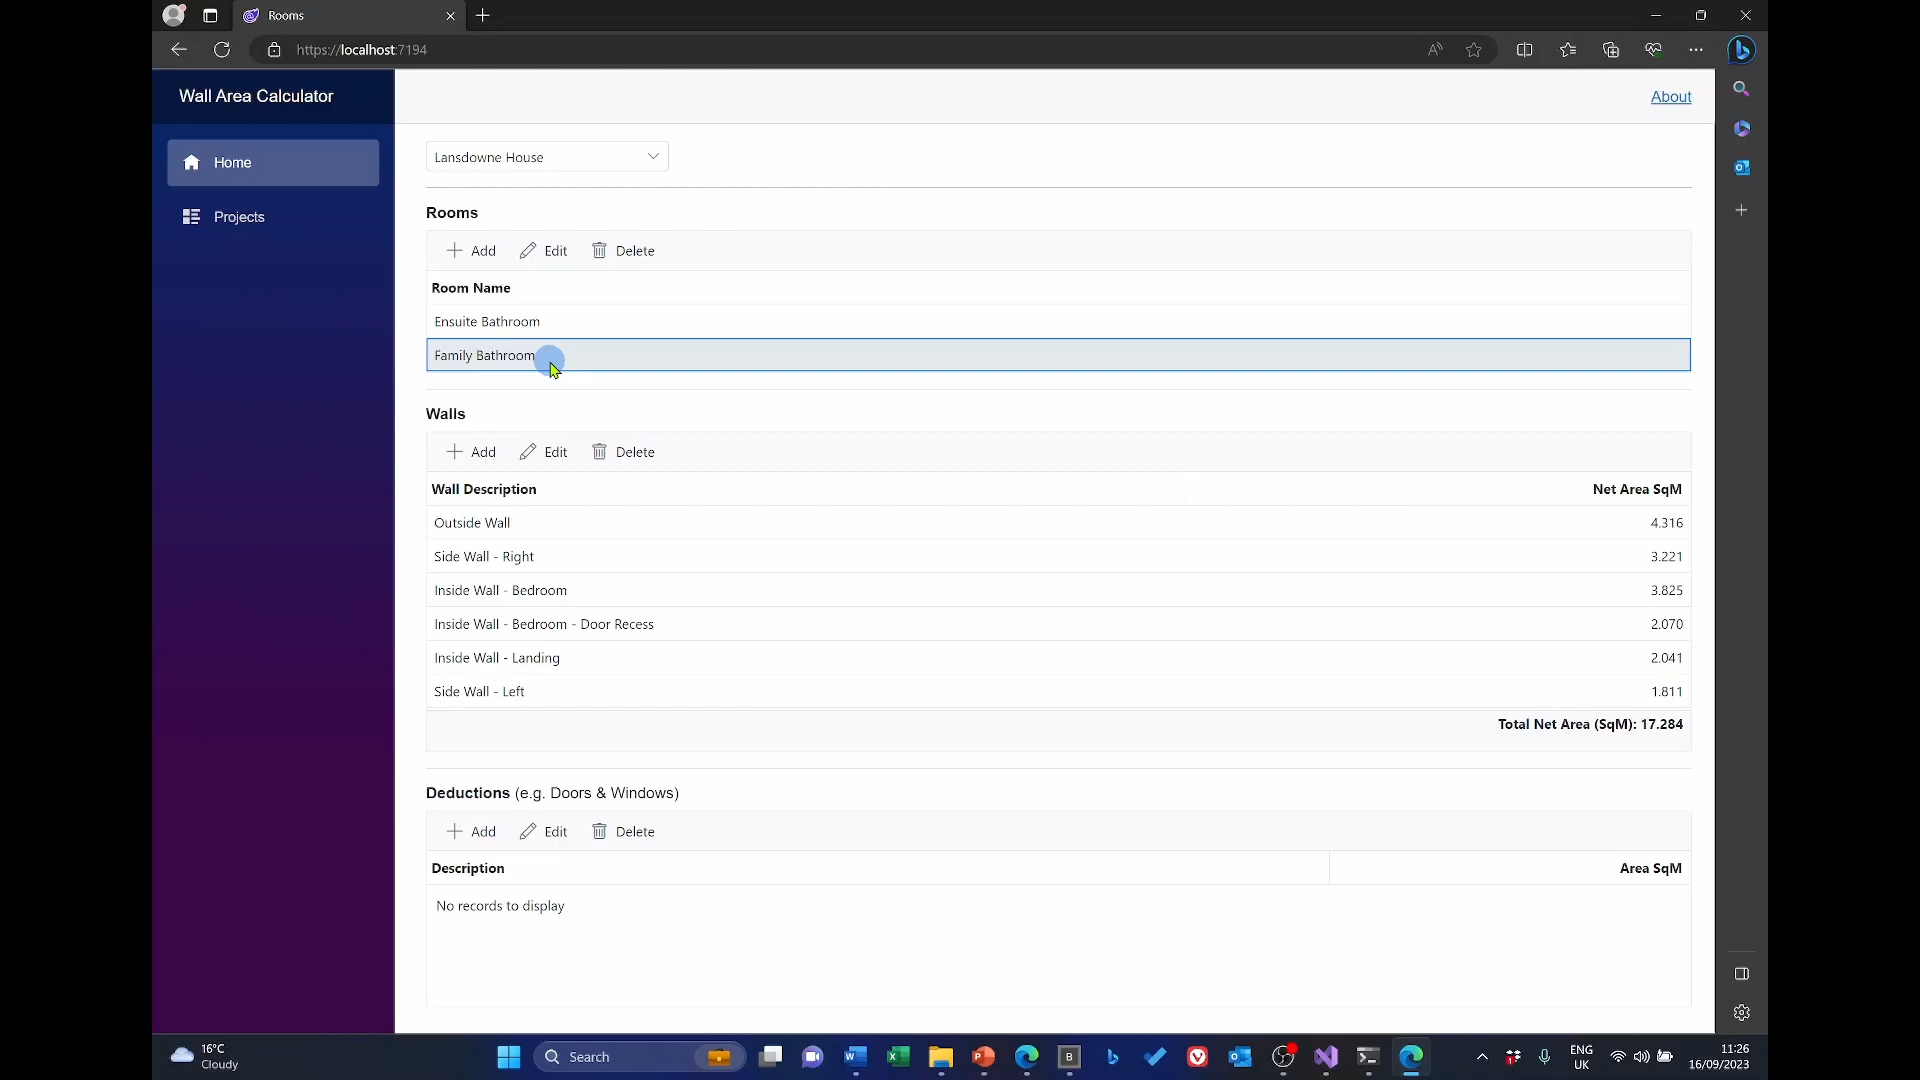 Rooms
https://localhost:7194
Wall Area Calculator
About
Home
Projects
Lansdowne House
Rooms
Add Edit Delete
Room Name
Ensuite Bathroom
Family Bathroom
Walls
Add Edit Delete
Wall Description Net Area SqM
Outside Wall 4.316
Side Wall - Right 3.221
Inside Wall - Bedroom 3.825
Inside Wall - Bedroom - Door Recess 2.070
Inside Wall - Landing 2.041
Side Wall - Left 1.811
Total Net Area (SqM): 17.284
Deductions (e.g. Doors & Windows)
Add Edit Delete
Description Area SqM
No records to display
16°C
Cloudy
Search
ENG
UK
11:26
16/09/2023